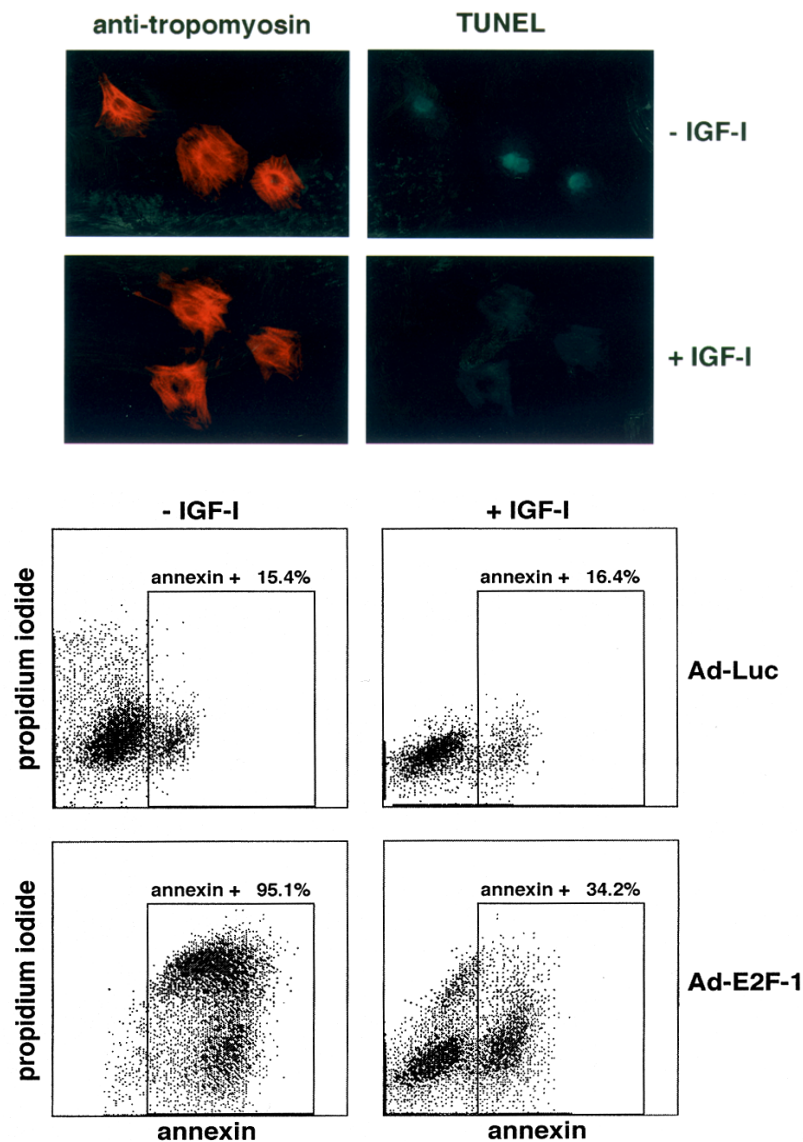 anti-tropomyosin TUNEL
- IGF-I
+ IGF-I
- IGF-I + IGF-I
annexin + 15.4%
annexin + 16.4%
propidium iodide
Ad-Luc
annexin + 95.1%
annexin + 34.2%
propidium iodide
Ad-E2F-1
annexin annexin